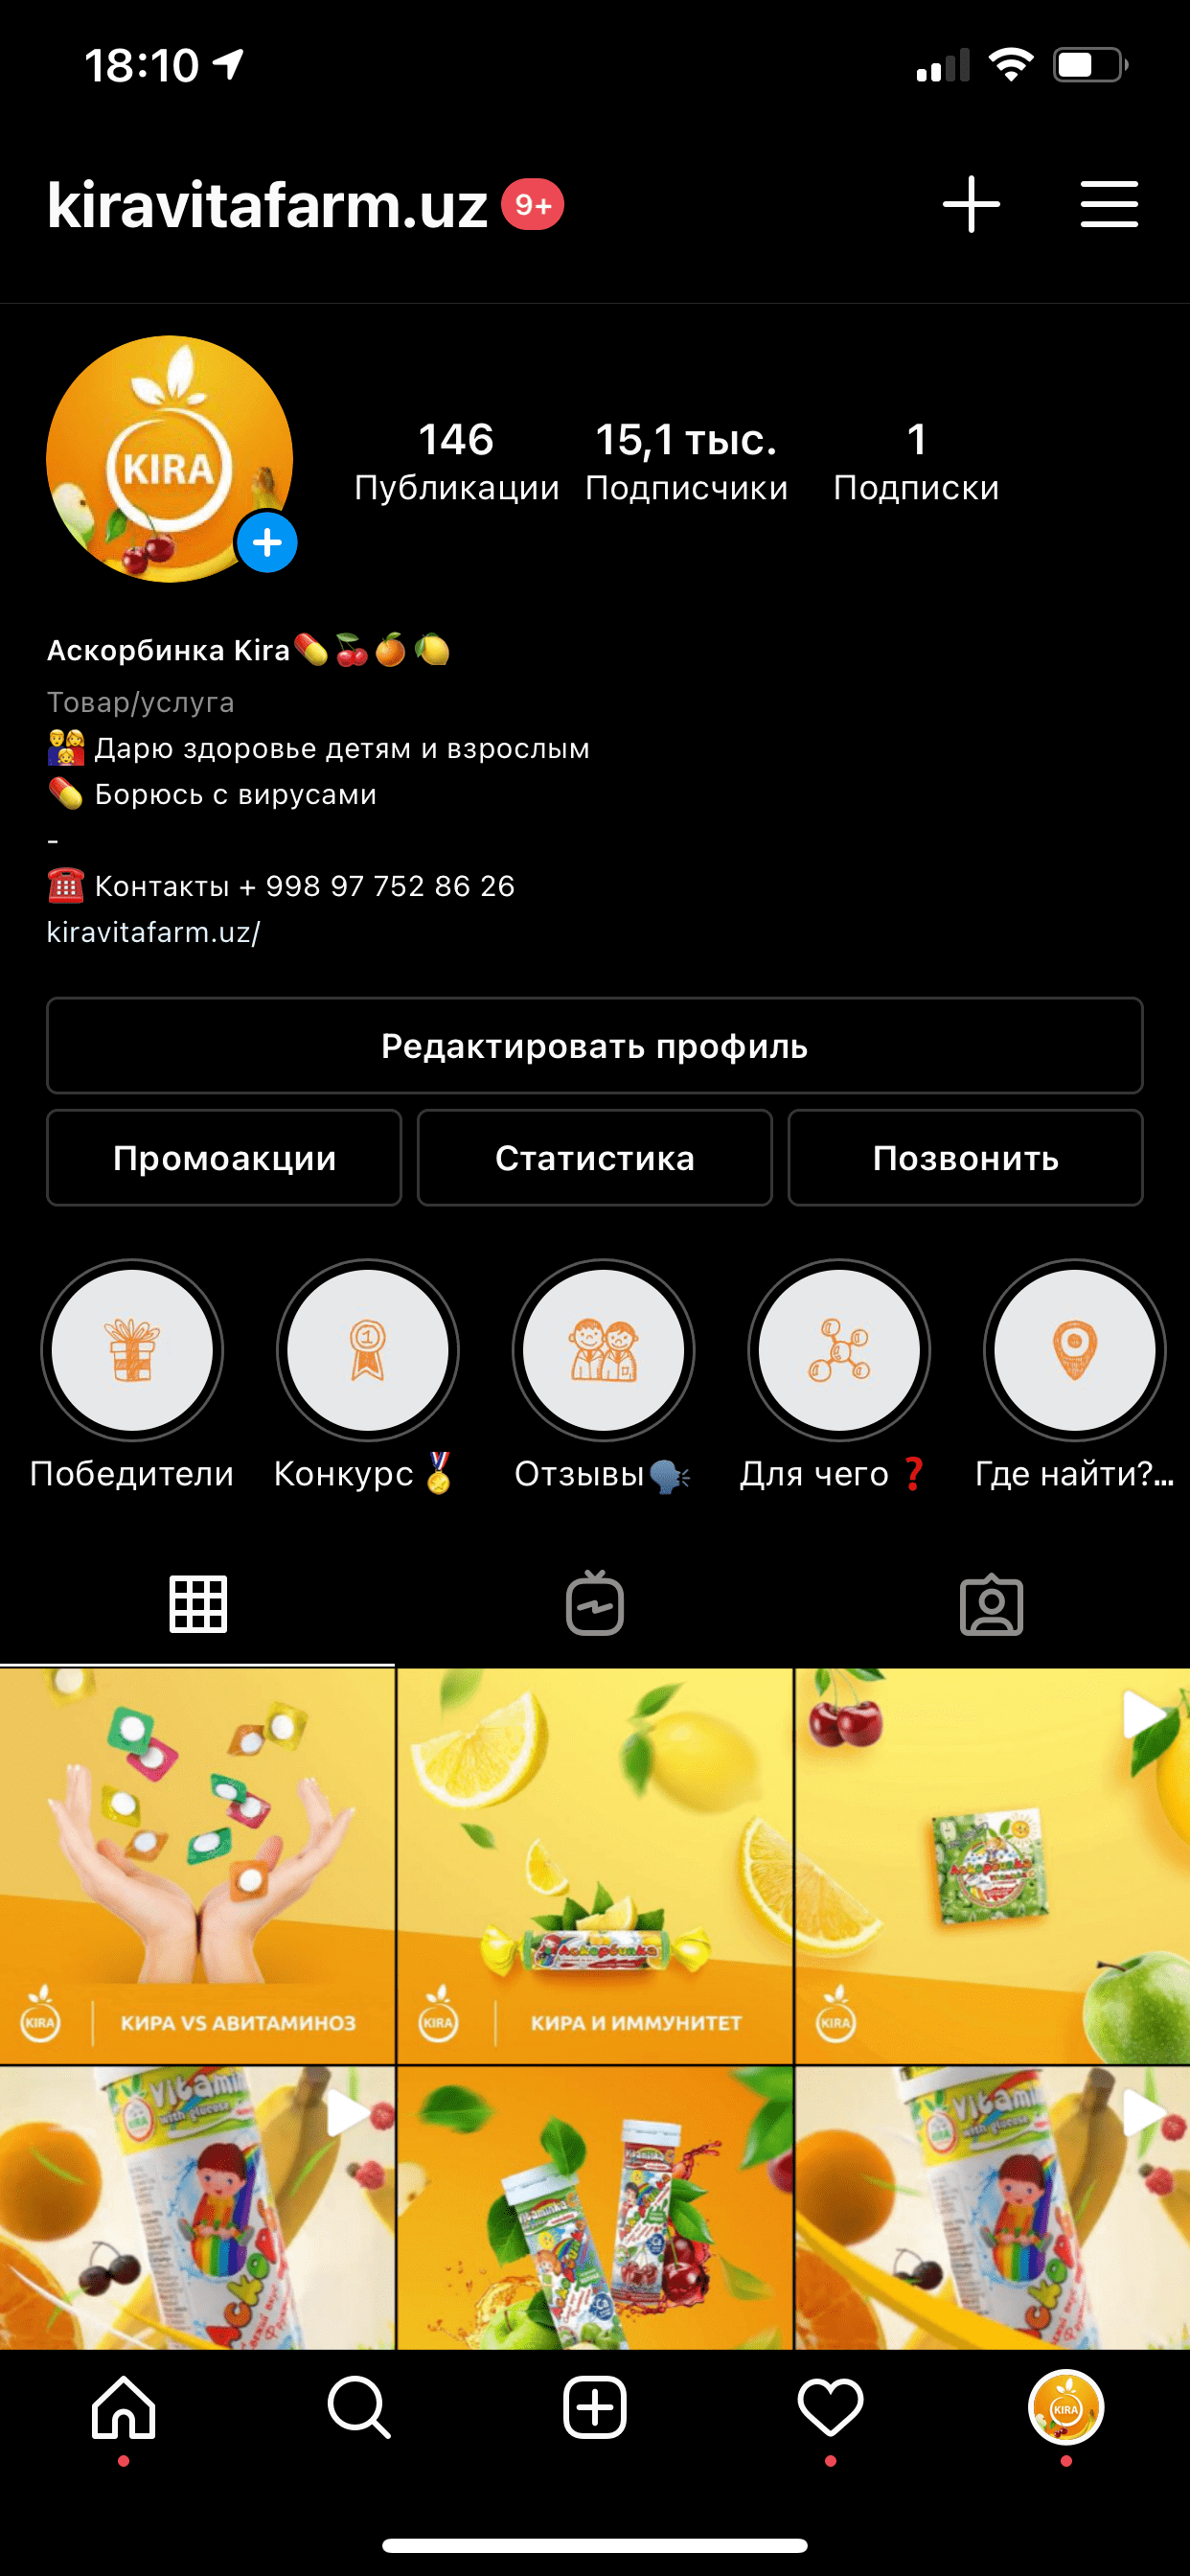 18:10
kiravitafarm.uz 9+
KIRA
146 15,1 тыс. 1
Публикации Подписчики Подписки
Аскорбинка Kira💊🍒🍊🍋
Товар/услуга
👨‍👩‍👧 Дарю здоровье детям и взрослым
💊 Борюсь с вирусами
-
☎️ Контакты + 998 97 752 86 26
kiravitafarm.uz/
Редактировать профиль
Промоакции Статистика Позвонить
1
Победители Конкурс🏅 Отзывы🗣 Для чего❓ Где найти?...
Аскорбинка Аскорбинка
KIRA КИРА VS АВИТАМИНОЗ KIRA КИРА И ИММУНИТЕТ KIRA
Vitamin Vitamin
with glucose with glucose
KIRA